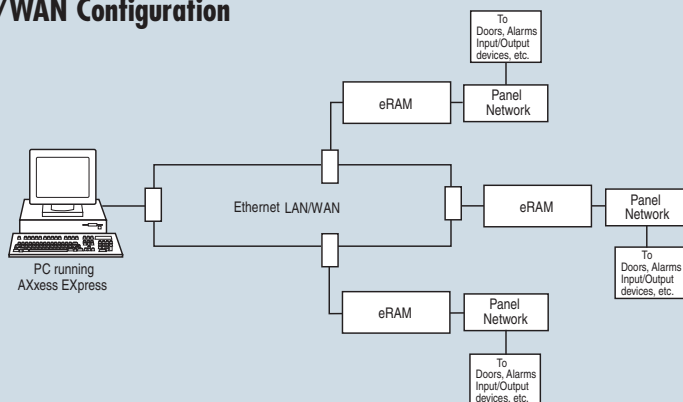 /WAN Configuration
To
Doors, Alarms
Input/Output
devices, etc.
eRAM
Panel
Network
Ethernet LAN/WAN
eRAM
Panel
Network
PC running
AXxess EXpress
To
Doors, Alarms
Input/Output
devices, etc.
eRAM
Panel
Network
To
Doors, Alarms
Input/Output
devices, etc.